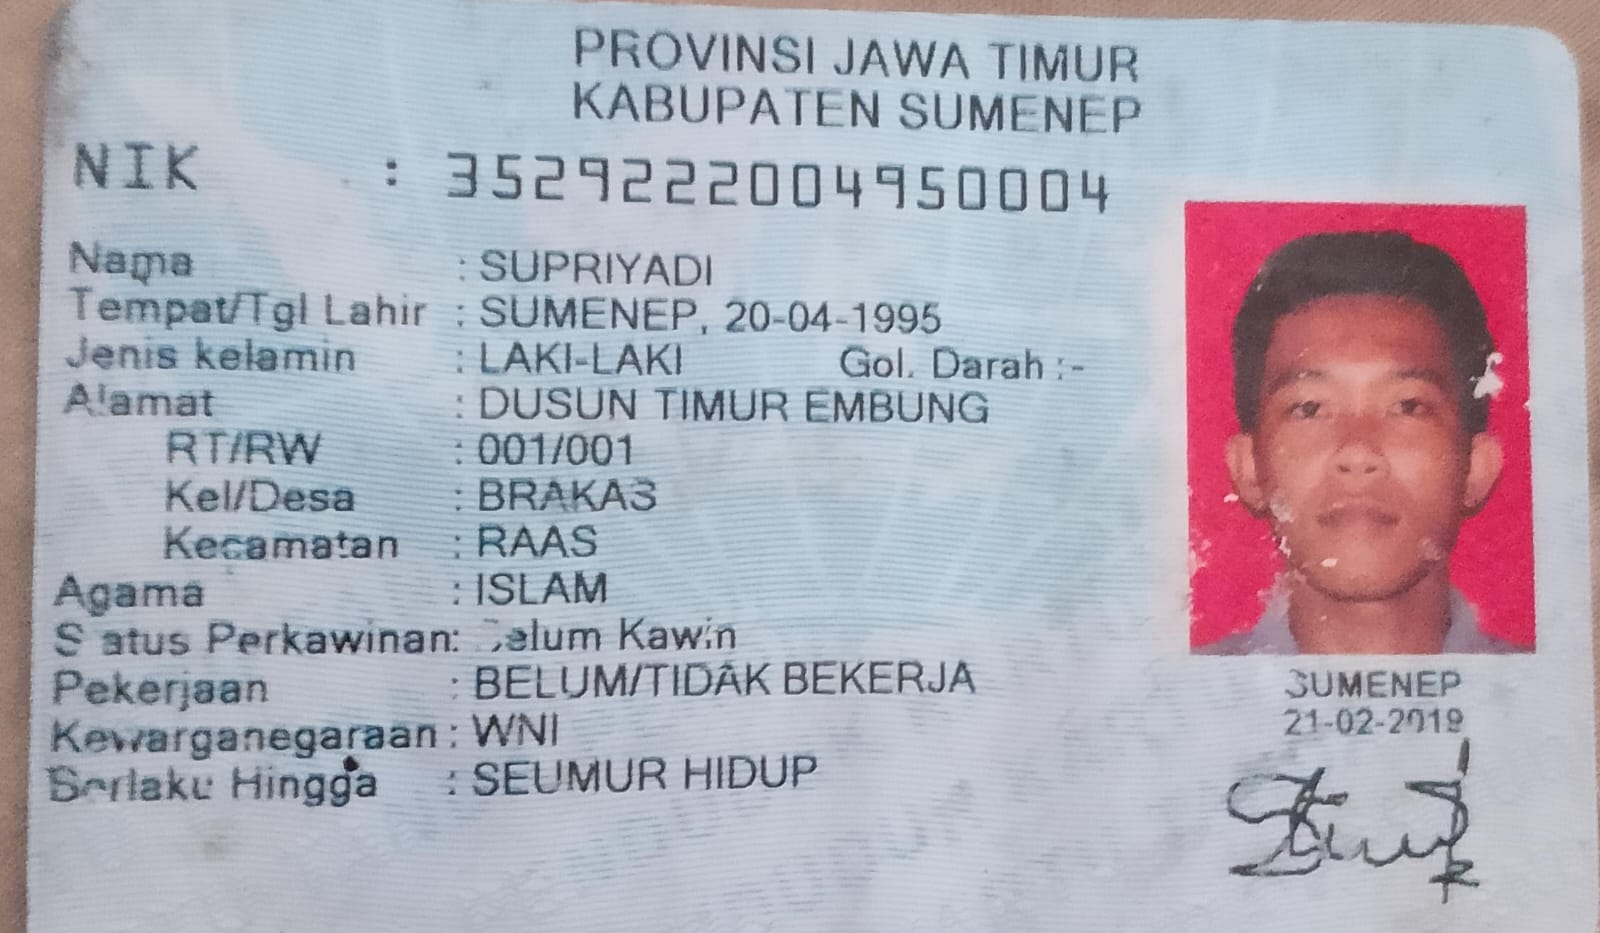 PROVINSI JAWA TIMUR
KABUPATEN SUMENEP
NIK : 3529222004950004
Nama : SUPRIYADI
Tempat/Tgl Lahir : SUMENEP, 20-04-1995
Jenis kelamin : LAKI-LAKI Gol. Darah :-
Alamat : DUSUN TIMUR EMBUNG
RT/RW : 001/001
Kel/Desa : BRAKAS
Kecamatan : RAAS
Agama : ISLAM
Status Perkawinan: Belum Kawin
Pekerjaan : BELUM/TIDAK BEKERJA
Kewarganegaraan : WNI
Berlaku Hingga : SEUMUR HIDUP
SUMENEP
21-02-2019